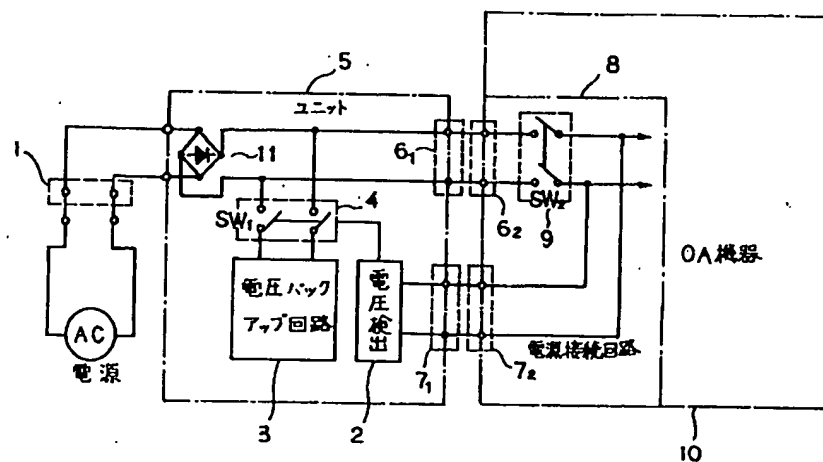 5
8
ユニット
1
11
6₁
4
SW₁
SW₂
6₂
9
OA機器
電圧バック
アップ回路
電圧検出
AC
電源
電源接続回路
7₁
7₂
3
2
10